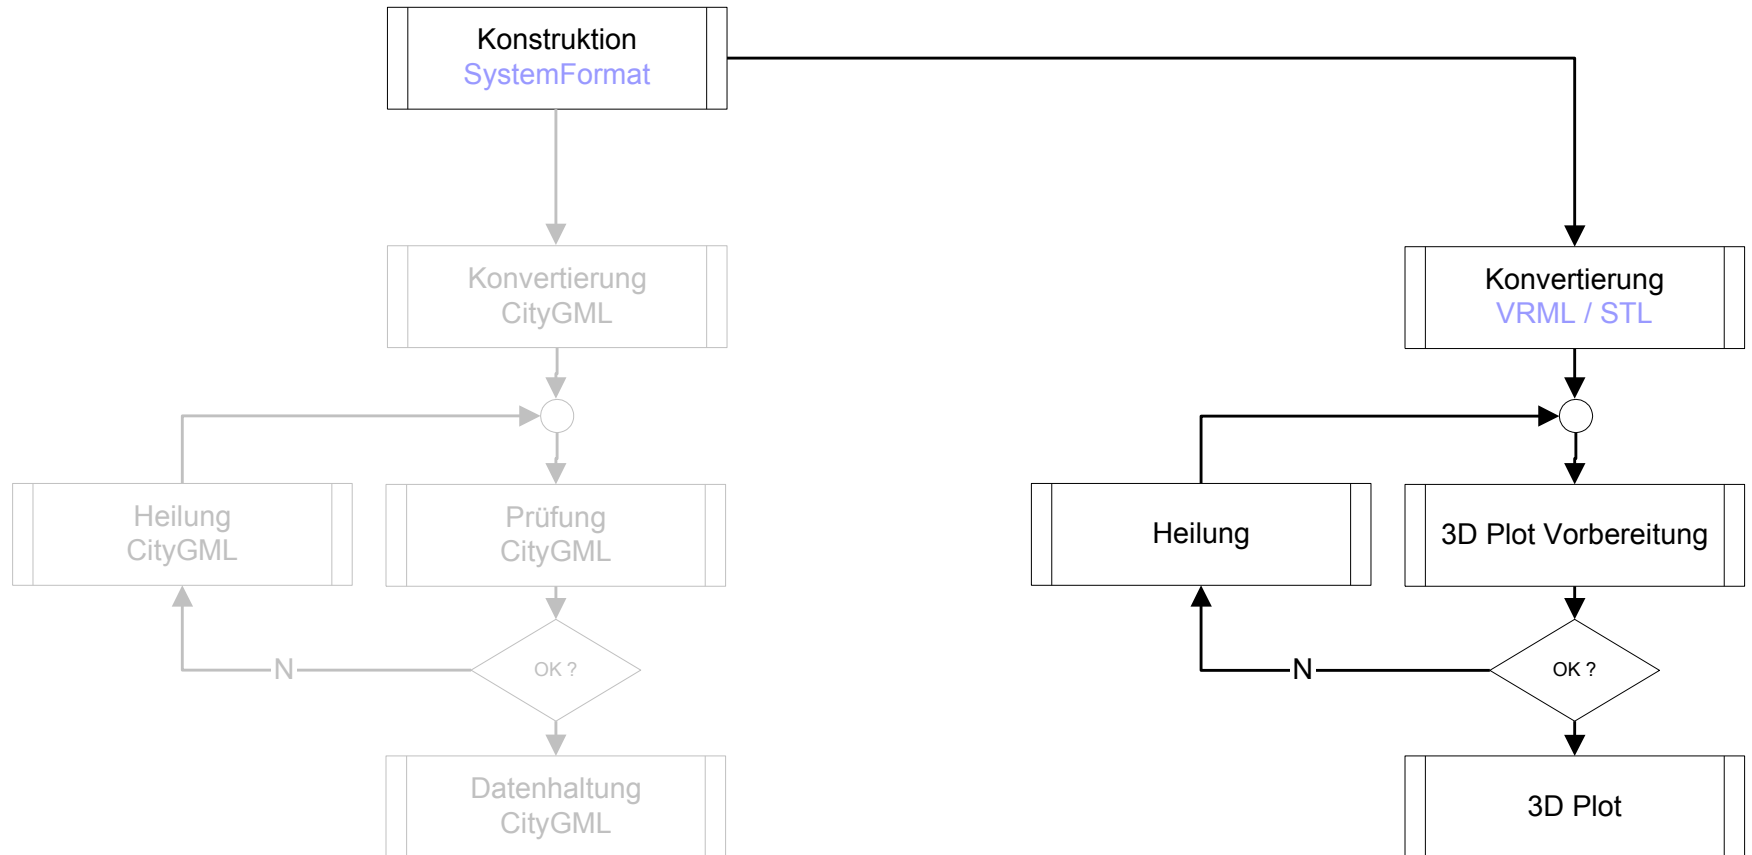 Konstruktion
SystemFormat
Konvertierung
CityGML
Konvertierung
VRML / STL
Heilung
CityGML
Prüfung
CityGML
Heilung
3D Plot Vorbereitung
N
OK ?
N
OK ?
Datenhaltung
CityGML
3D Plot